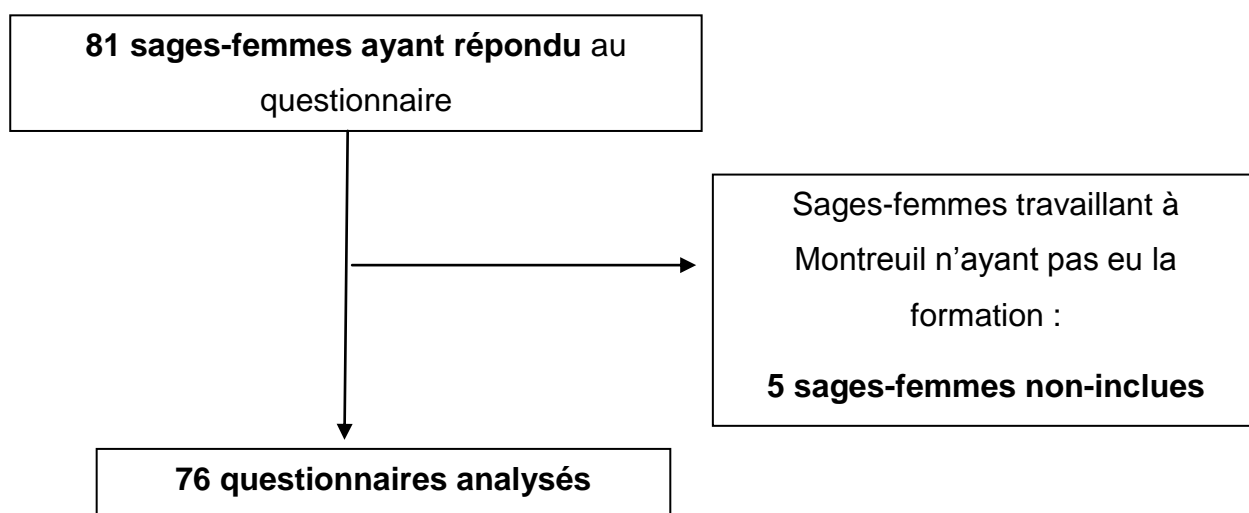 81 sages-femmes ayant répondu au
questionnaire
Sages-femmes travaillant à
Montreuil n’ayant pas eu la
formation :
5 sages-femmes non-inclues
76 questionnaires analysés